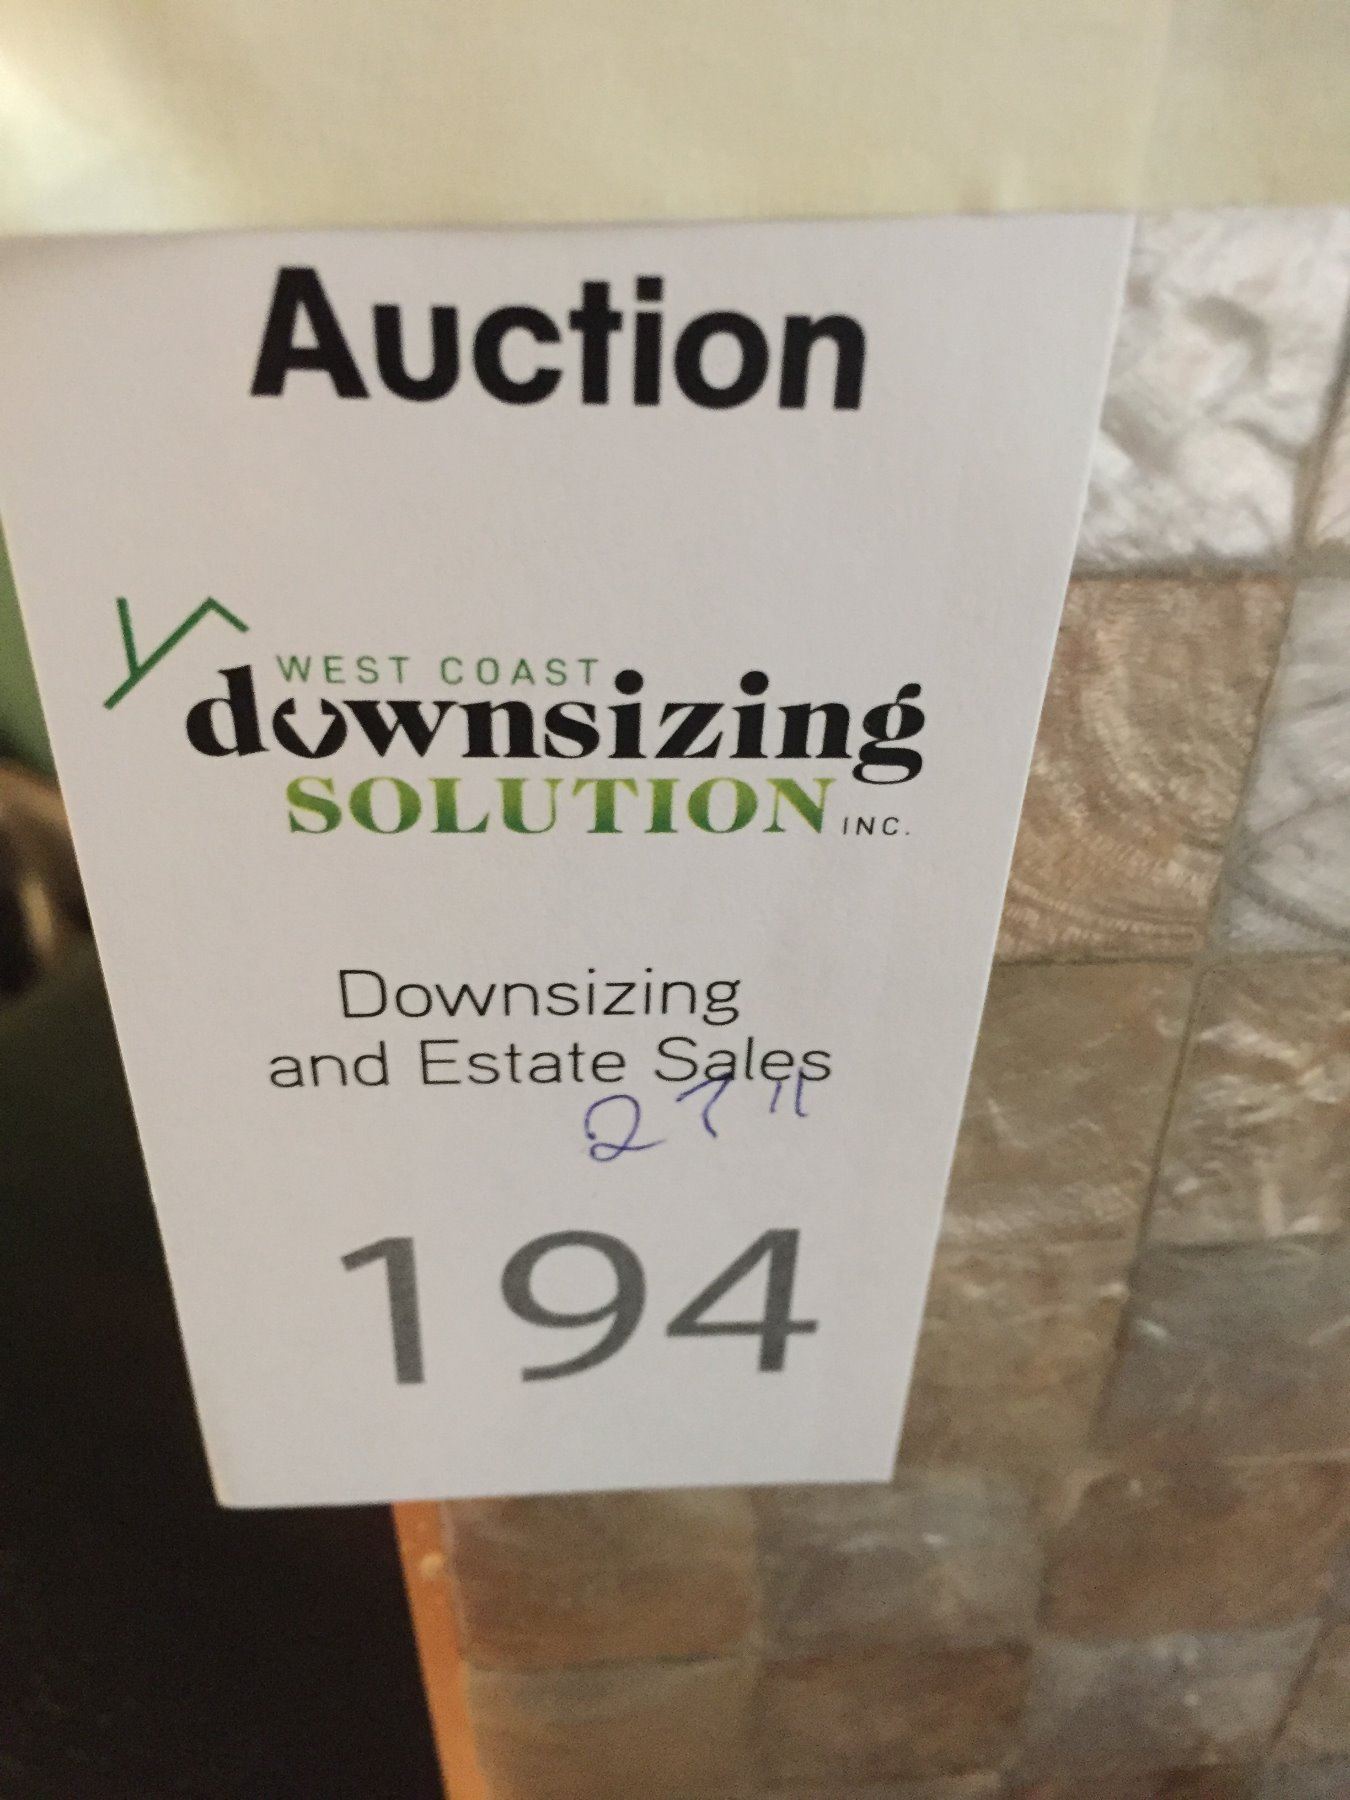 Auction
WEST COAST
downsizing
SOLUTION INC.
Downsizing
and Estate Sales
27"
194